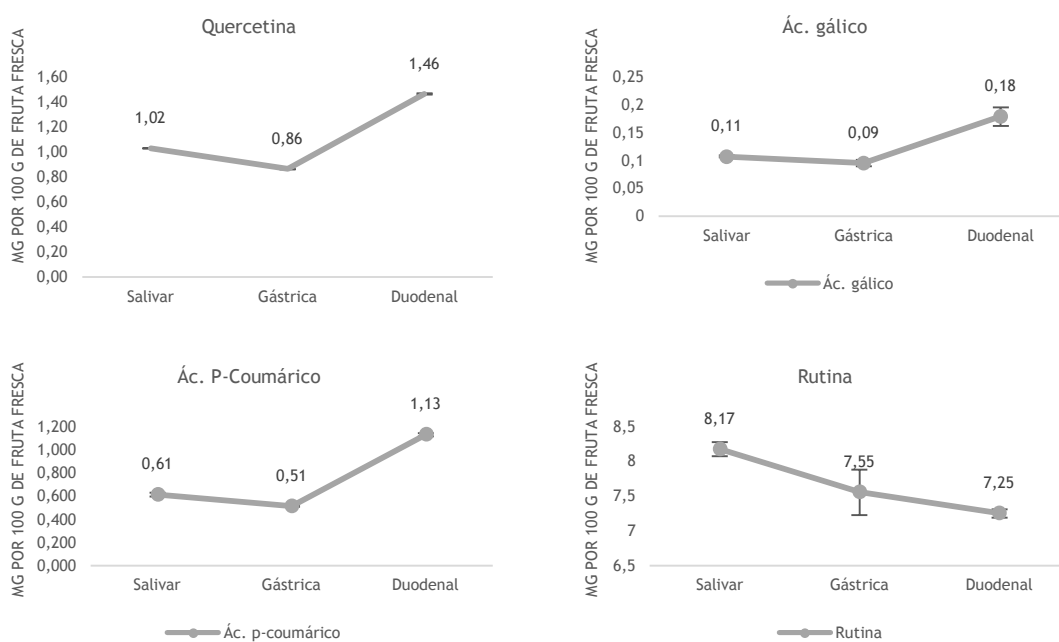 Quercetina
MG POR 100 G DE FRUTA FRESCA
1,60
1,40
1,20
1,00
0,80
0,60
0,40
0,20
0,00
1,02
0,86
1,46
Salivar Gástrica Duodenal
Ác. gálico
MG POR 100 G DE FRUTA FRESCA
0,25
0,2
0,15
0,1
0,05
0
0,11
0,09
0,18
Salivar Gástrica Duodenal
Ác. gálico
Ác. P-Coumárico
MG POR 100 G DE FRUTA FRESCA
1,200
1,000
0,800
0,600
0,400
0,200
0,000
0,61
0,51
1,13
Salivar Gástrica Duodenal
Ác. p-coumárico
Rutina
MG POR 100 G DE FRUTA FRESCA
8,5
8
7,5
7
6,5
8,17
7,55
7,25
Salivar Gástrica Duodenal
Rutina